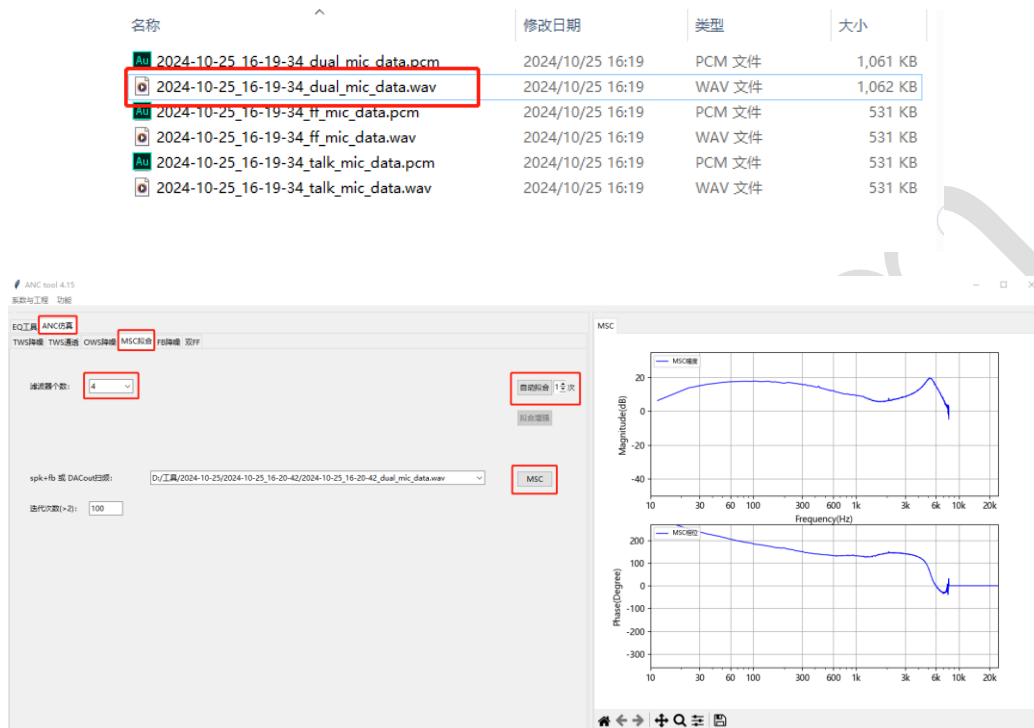 名称 修改日期 类型 大小
2024-10-25_16-19-34_dual_mic_data.pcm 2024/10/25 16:19 PCM 文件 1,061 KB
2024-10-25_16-19-34_dual_mic_data.wav 2024/10/25 16:19 WAV 文件 1,062 KB
2024-10-25_16-19-34_ff_mic_data.pcm 2024/10/25 16:19 PCM 文件 531 KB
2024-10-25_16-19-34_ff_mic_data.wav 2024/10/25 16:19 WAV 文件 531 KB
2024-10-25_16-19-34_talk_mic_data.pcm 2024/10/25 16:19 PCM 文件 531 KB
2024-10-25_16-19-34_talk_mic_data.wav 2024/10/25 16:19 WAV 文件 531 KB
ANC tool 4.15
系数与工程 功能
EQ工具 ANC仿真
TWS降噪 TWS通透 OWS降噪 MSC拟合 FB降噪 双FF
滤波器个数: 4 自动拟合 1 次
拟合增强
spk+fb 或 DACout扫频: D:/工具/2024-10-25/2024-10-25_16-20-42/2024-10-25_16-20-42_dual_mic_data.wav MSC
迭代次数(>2): 100
MSC
MSC幅度
Magnitude(dB)
20
0
-20
-40
10 30 60 100 300 600 1k 3k 6k 10k 20k
Frequency(Hz)
MSC相位
Phase(Degree)
200
100
0
-100
-200
-300
10 30 60 100 300 600 1k 3k 6k 10k 20k